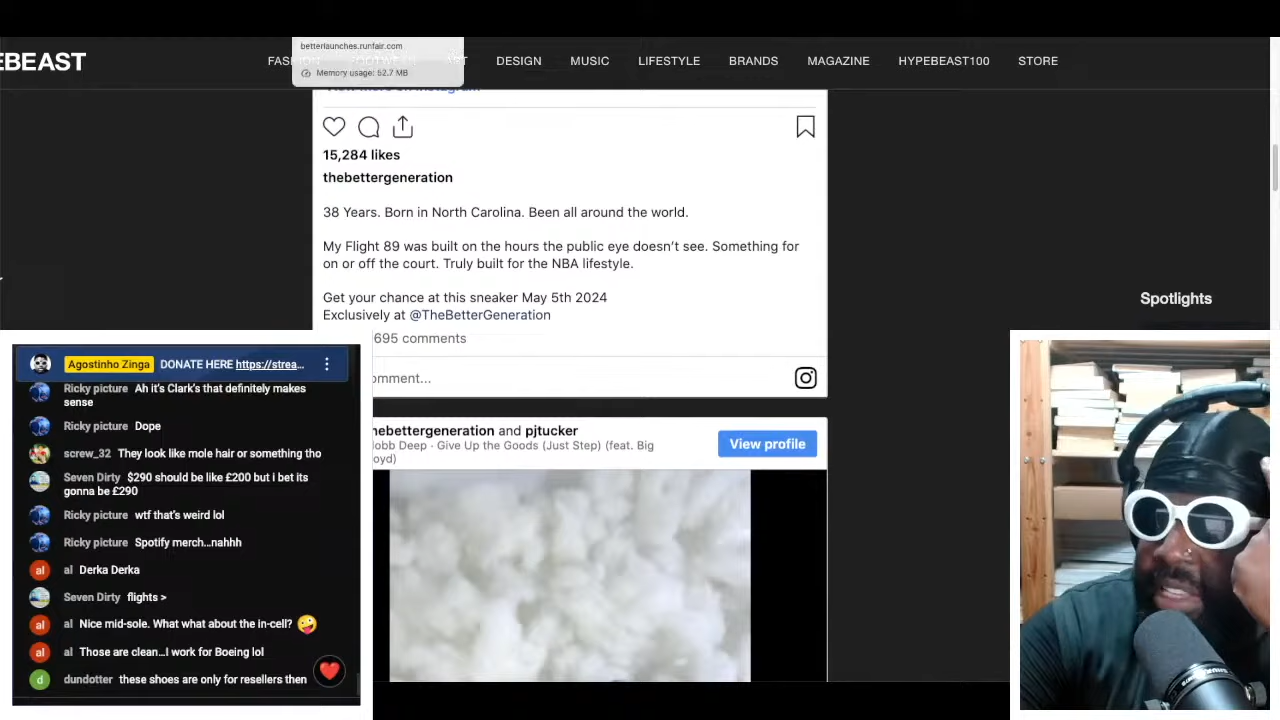 betterlaunches.runfair.com
Memory usage: 52.7 MB
EBEAST
DESIGN
MUSIC
LIFESTYLE
BRANDS
MAGAZINE
HYPEBEAST100
STORE
15,284 likes
thebettergeneration
38 Years. Born in North Carolina. Been all around the world.
My Flight 89 was built on the hours the public eye doesn’t see. Something for
on or off the court. Truly built for the NBA lifestyle.
Get your chance at this sneaker May 5th 2024
Exclusively at @TheBetterGeneration
695 comments
omment...
hebettergeneration and pjtucker
lobb Deep · Give Up the Goods (Just Step) (feat. Big
oyd)
View profile
Spotlights
Agostinho Zinga DONATE HERE https://strea...
Ricky picture Ah it's Clark's that definitely makes
sense
Ricky picture Dope
screw_32 They look like mole hair or something tho
Seven Dirty $290 should be like £200 but i bet its
gonna be £290
Ricky picture wtf that's weird lol
Ricky picture Spotify merch...nahhh
al Derka Derka
Seven Dirty flights >
al Nice mid-sole. What what about the in-cell? 🤪
al Those are clean...I work for Boeing lol
d dundotter these shoes are only for resellers then